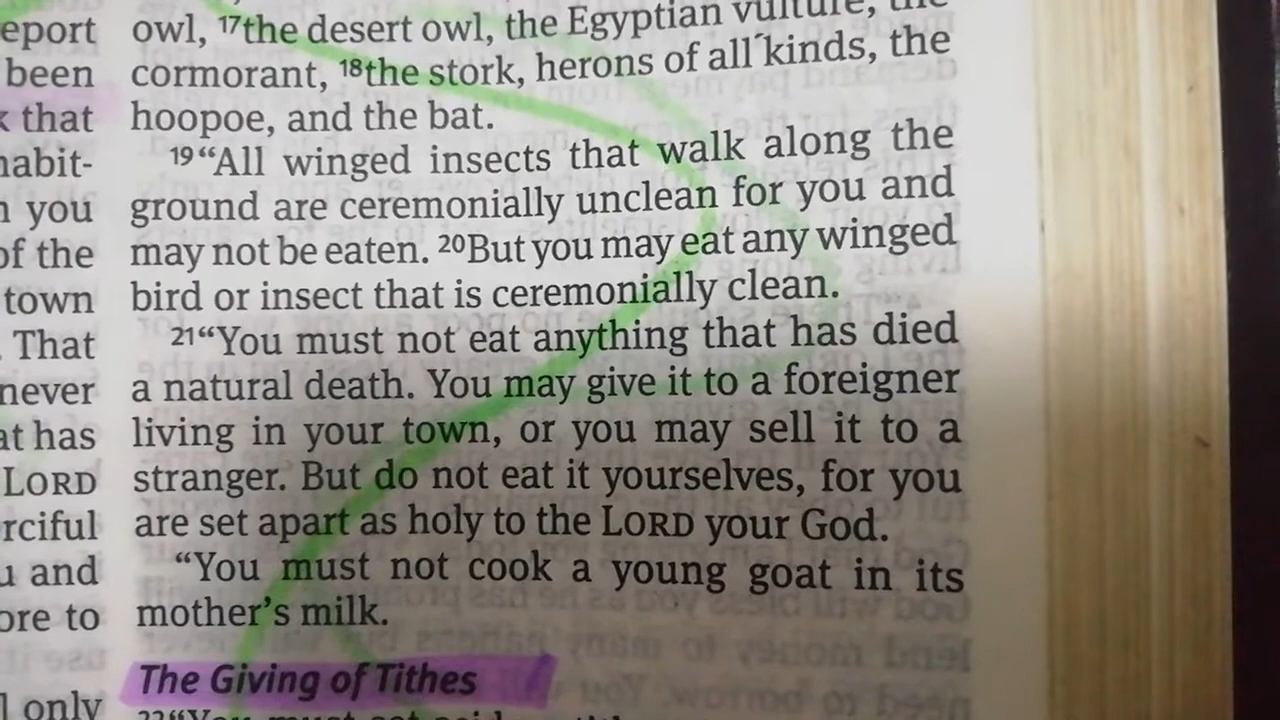 eport
been
that
habit-
you
of the
town
That
never
at has
LORD
rciful
and
ore to
only
owl, 17the desert owl, the Egyptian vulture, the
cormorant, 18the stork, herons of all kinds, the
hoopoe, and the bat.
19“All winged insects that walk along the
ground are ceremonially unclean for you and
may not be eaten. 20But you may eat any winged
bird or insect that is ceremonially clean.
21“You must not eat anything that has died
a natural death. You may give it to a foreigner
living in your town, or you may sell it to a
stranger. But do not eat it yourselves, for you
are set apart as holy to the LORD your God.
“You must not cook a young goat in its
mother’s milk.
The Giving of Tithes